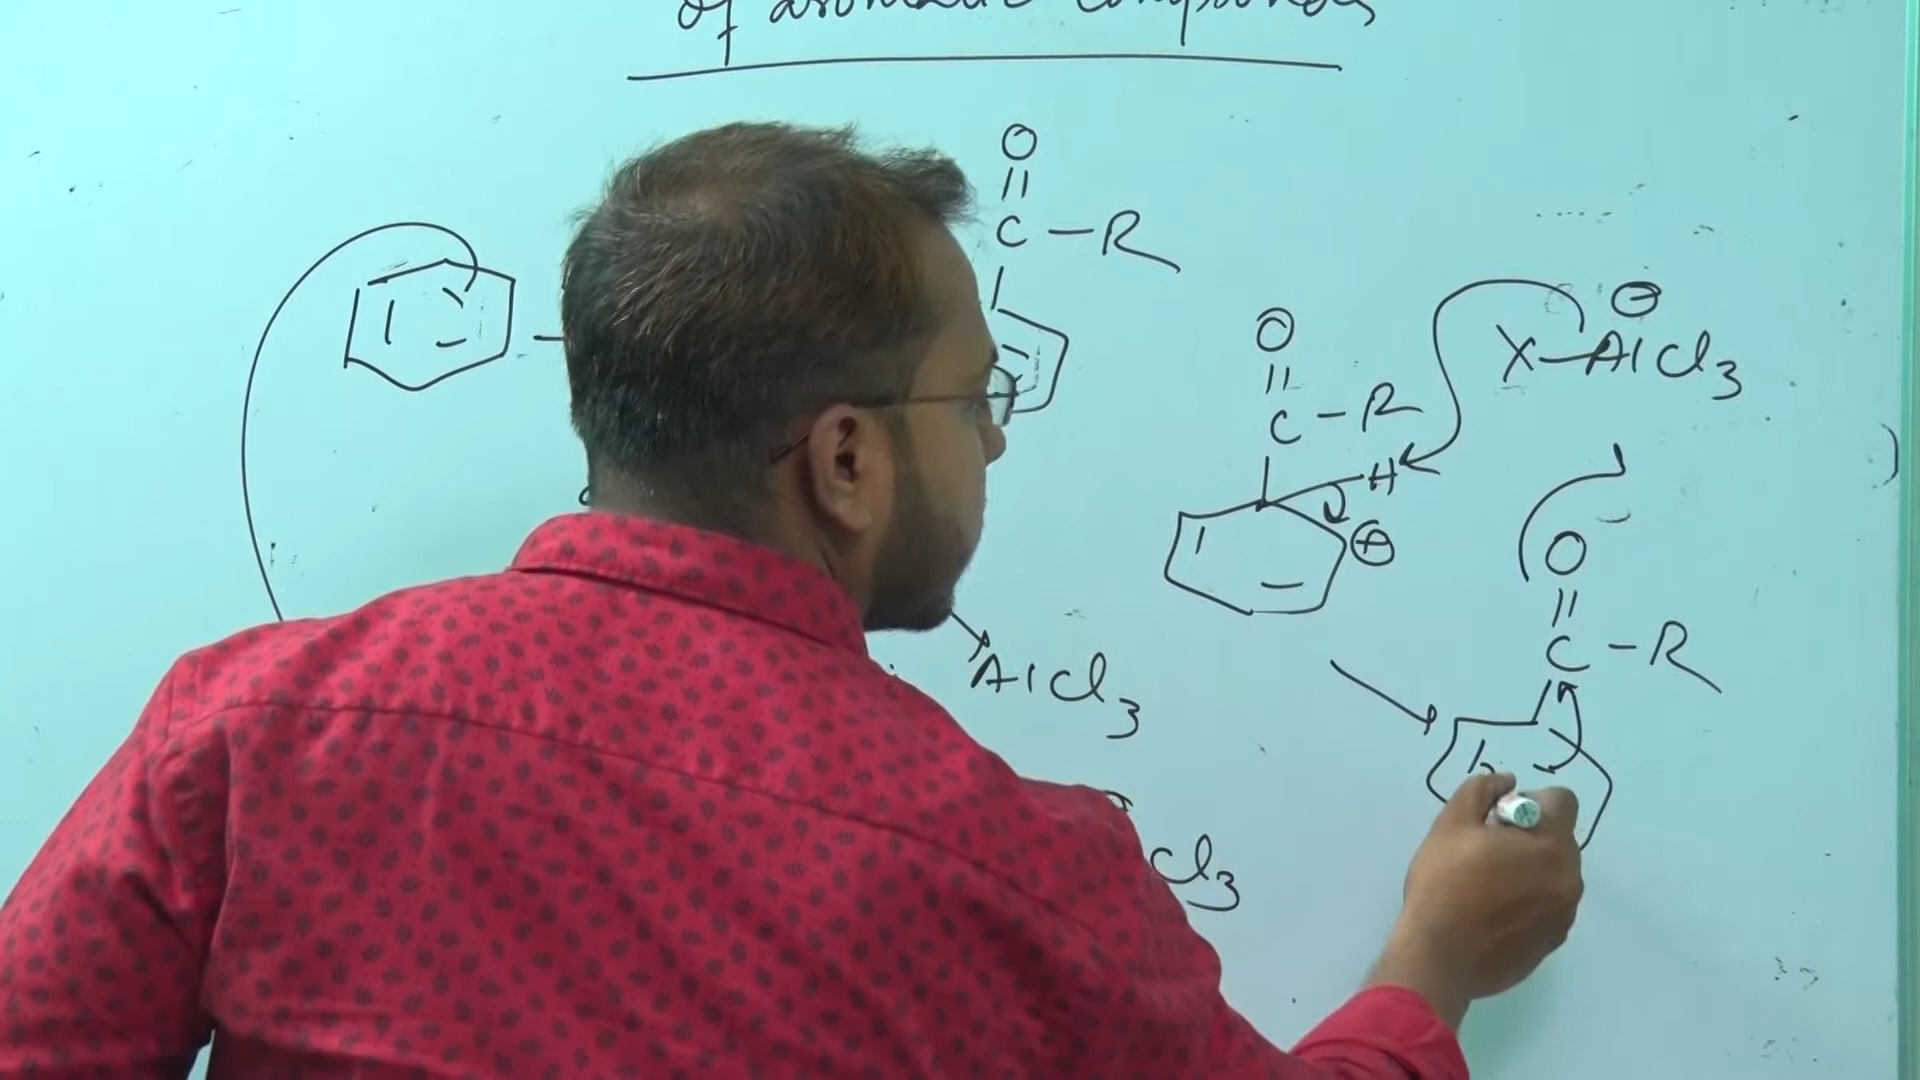 of aromatic compounds
O
C-R
O
C-R
H
⊕
⊖
X-AlCl3
O
C-R
AlCl3
Cl3